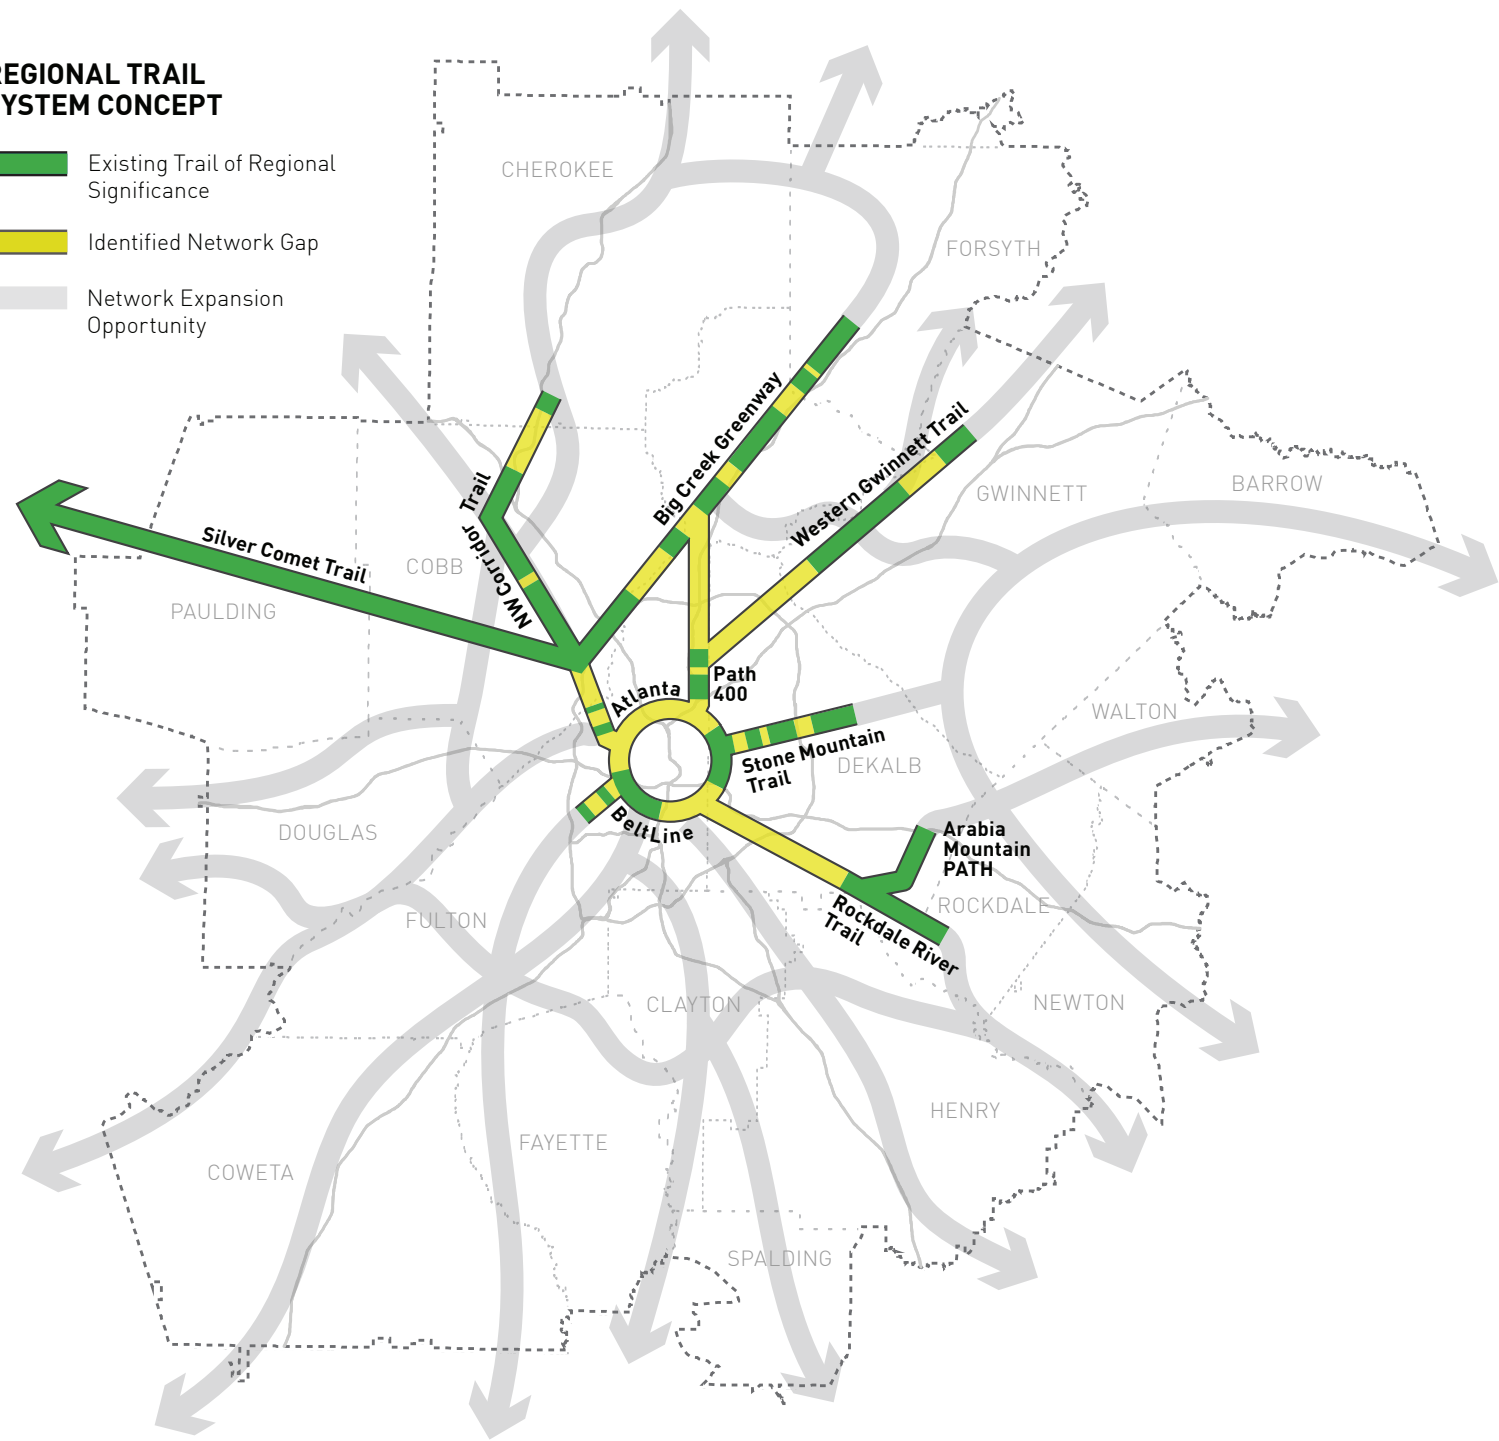 REGIONAL TRAIL
SYSTEM CONCEPT
Existing Trail of Regional
Significance
Identified Network Gap
Network Expansion
Opportunity
CHEROKEE
FORSYTH
Big Creek Greenway
Western Gwinnett Trail
GWINNETT
BARROW
NW Corridor Trail
Silver Comet Trail
COBB
PAULDING
Atlanta
Path
400
WALTON
Stone Mountain
Trail
DEKALB
BeltLine
DOUGLAS
Arabia
Mountain
PATH
ROCKDALE
Rockdale River
Trail
FULTON
CLAYTON
NEWTON
HENRY
FAYETTE
COWETA
SPALDING